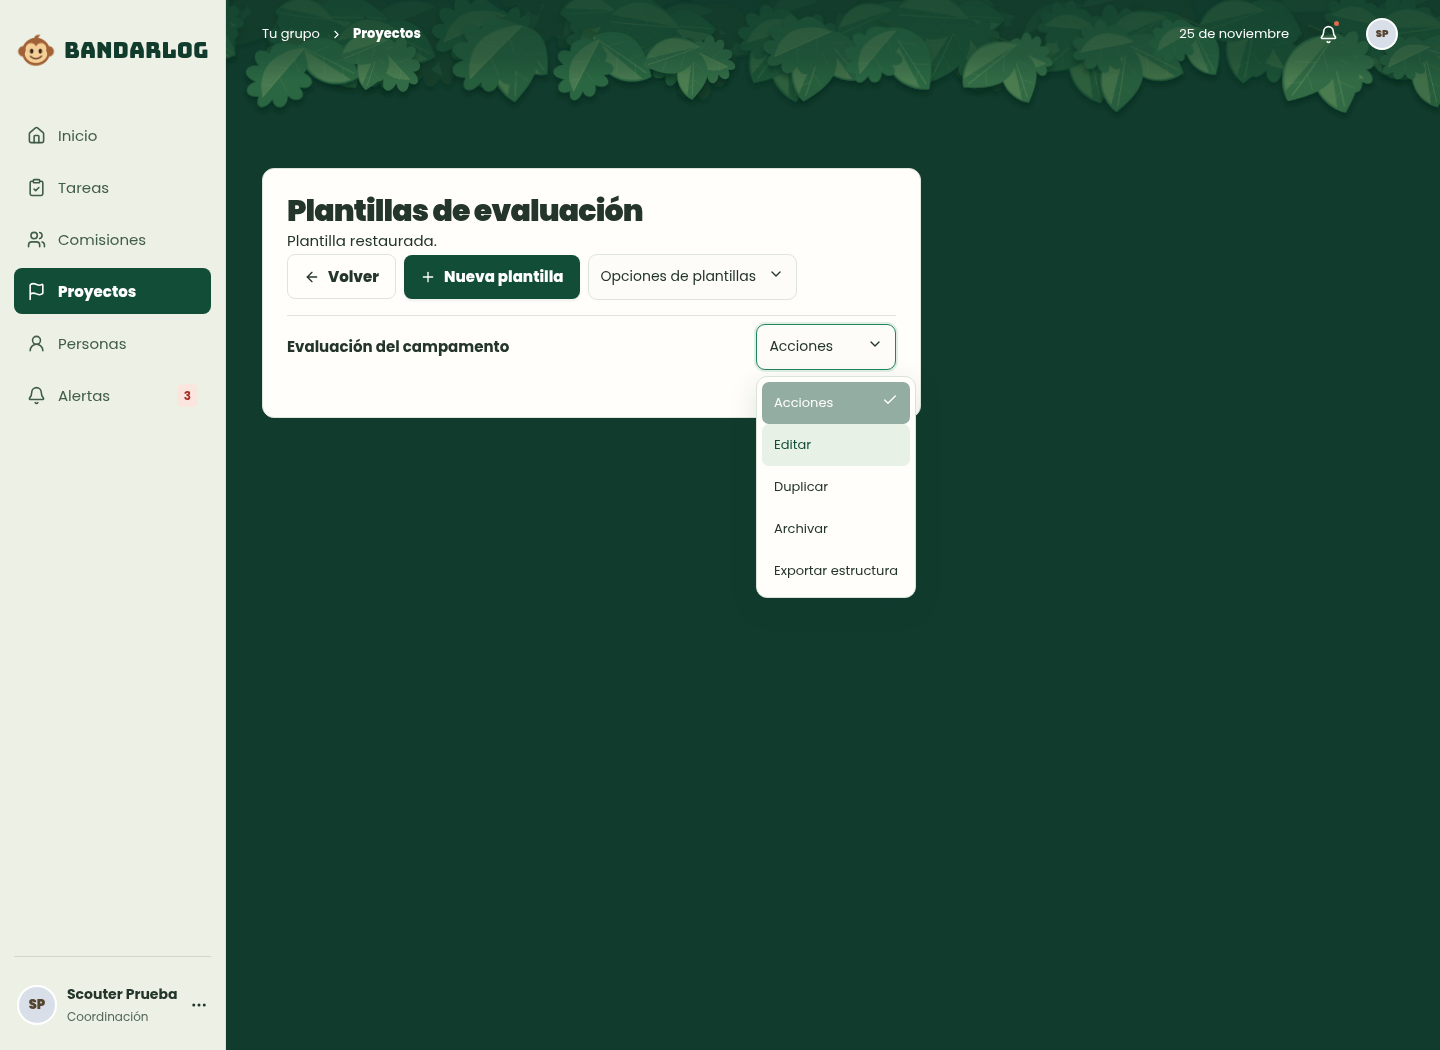 BANDARLOG
Inicio
Tareas
Comisiones
Proyectos
Personas
Alertas 3
SP
Scouter Prueba
Coordinación
Tu grupo Proyectos
25 de noviembre SP
Plantillas de evaluación
Plantilla restaurada.
Volver Nueva plantilla Opciones de plantillas
Evaluación del campamento Acciones
Acciones
Editar
Duplicar
Archivar
Exportar estructura